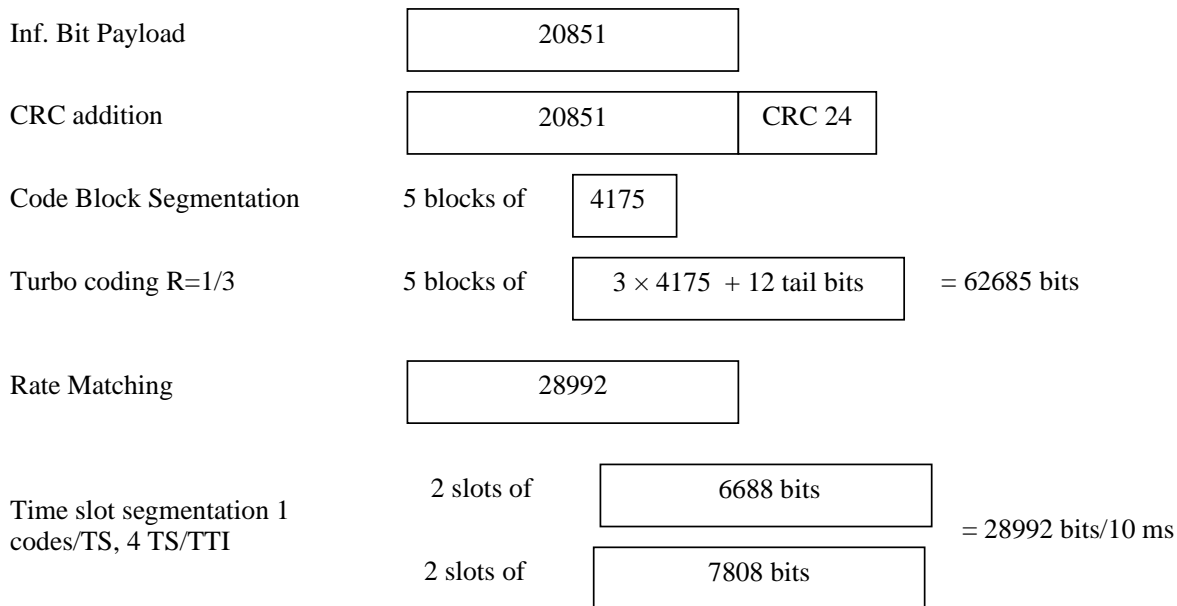 Inf. Bit Payload
20851
CRC addition
20851
CRC 24
Code Block Segmentation
5 blocks of
4175
Turbo coding R=1/3
5 blocks of
3 × 4175 + 12 tail bits
= 62685 bits
Rate Matching
28992
Time slot segmentation 1
codes/TS, 4 TS/TTI
2 slots of
6688 bits
= 28992 bits/10 ms
2 slots of
7808 bits